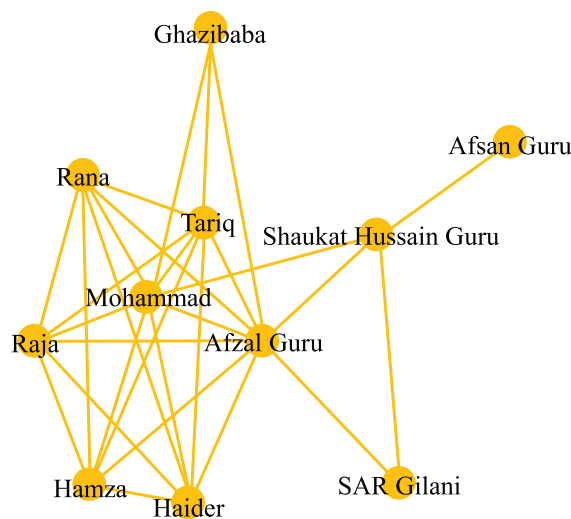 Ghazibaba
Afsan Guru
Rana
Tariq
Shaukat Hussain Guru
Mohammad
Raja
Afzal Guru
Hamza
SAR Gilani
Haider